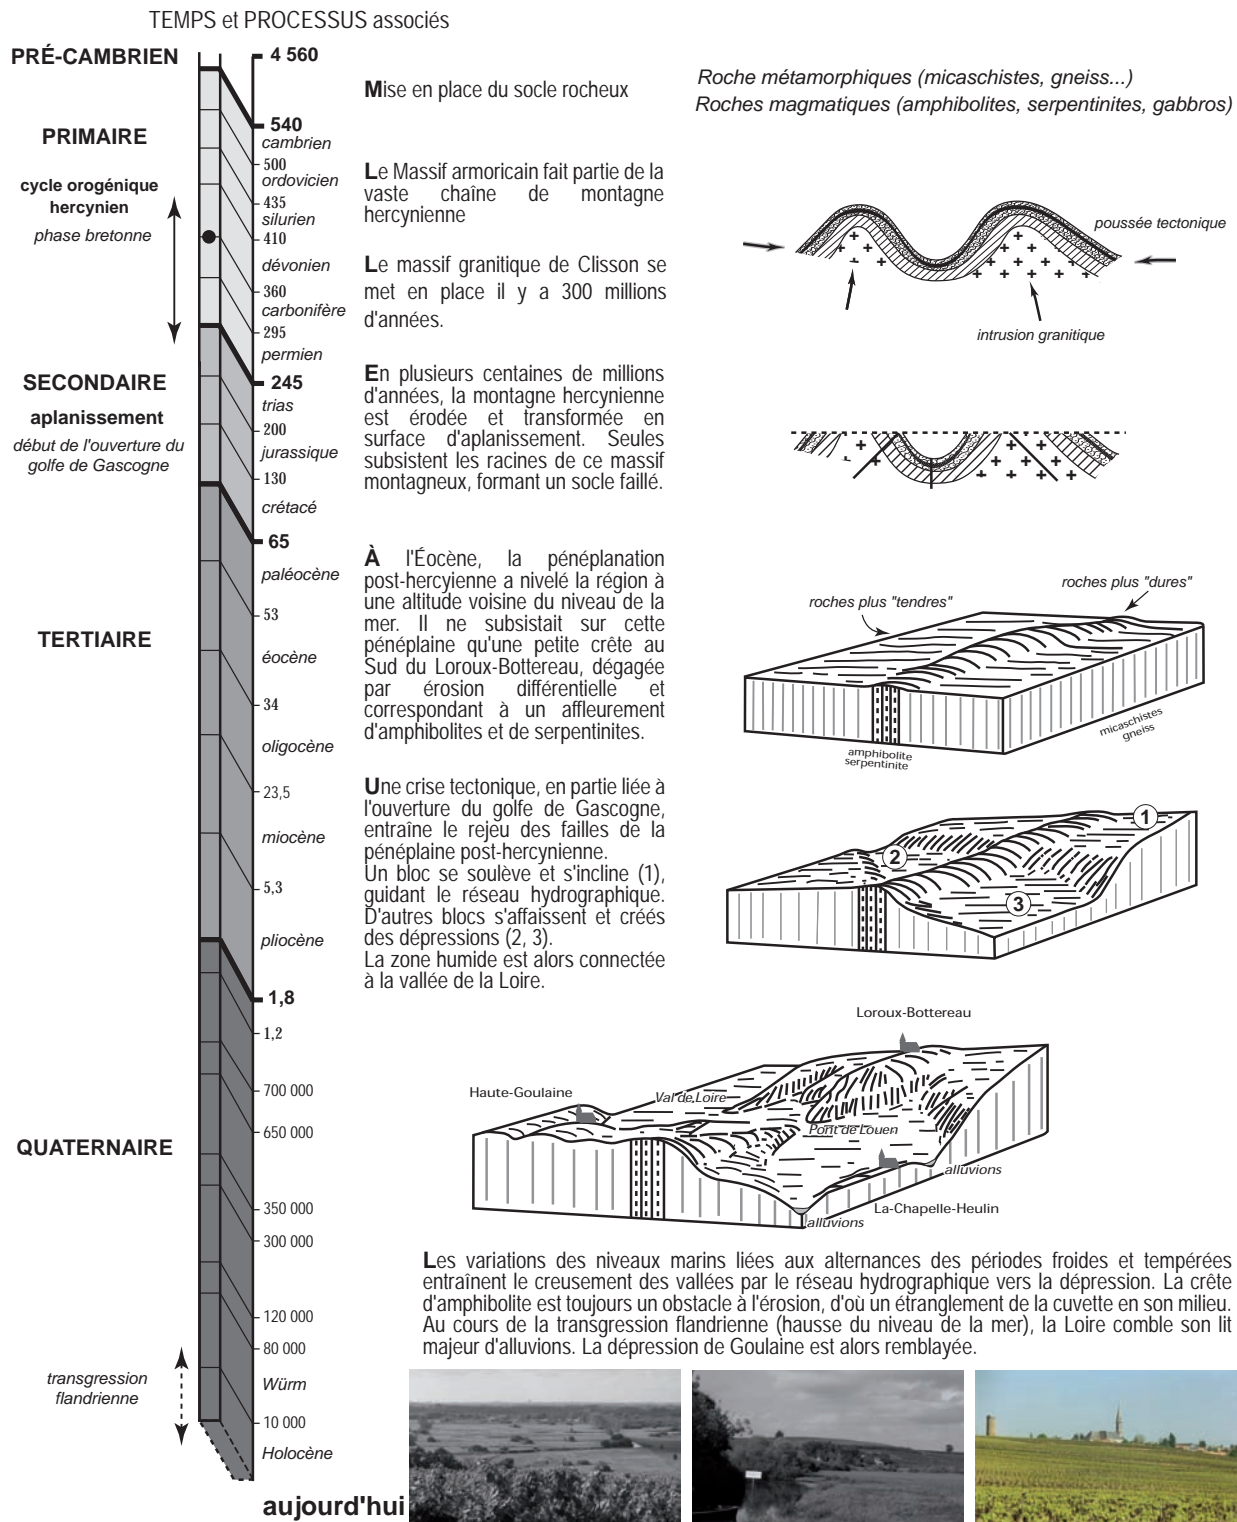 TEMPS et PROCESSUS associés
PRÉ-CAMBRIEN
4 560
Mise en place du socle rocheux
Roche métamorphiques (micaschistes, gneiss...)
Roches magmatiques (amphibolites, serpentinites, gabbros)
540
PRIMAIRE
cambrien
500
ordovicien
435
silurien
410
dévonien
360
carbonifère
295
permien
cycle orogénique
hercynien
phase bretonne
Le Massif armoricain fait partie de la
vaste chaîne de montagne
hercynienne
Le massif granitique de Clisson se
met en place il y a 300 millions
d'années.
poussée tectonique
intrusion granitique
245
SECONDAIRE
aplanissement
début de l'ouverture du
golfe de Gascogne
trias
200
jurassique
130
crétacé
En plusieurs centaines de millions
d'années, la montagne hercynienne
est érodée et transformée en
surface d'aplanissement. Seules
subsistent les racines de ce massif
montagneux, formant un socle faillé.
65
TERTIAIRE
paléocène
53
éocène
34
oligocène
23,5
miocène
5,3
pliocène
À l'Éocène, la pénéplanation
post-hercyienne a nivelé la région à
une altitude voisine du niveau de la
mer. Il ne subsistait sur cette
pénéplaine qu'une petite crête au
Sud du Loroux-Bottereau, dégagée
par érosion différentielle et
correspondant à un affleurement
d'amphibolites et de serpentinites.
roches plus "tendres"
roches plus "dures"
amphibolite
serpentinite
micaschistes
gneiss
Une crise tectonique, en partie liée à
l'ouverture du golfe de Gascogne,
entraîne le rejeu des failles de la
pénéplaine post-hercynienne.
Un bloc se soulève et s'incline (1),
guidant le réseau hydrographique.
D'autres blocs s'affaissent et créés
des dépressions (2, 3).
La zone humide est alors connectée
à la vallée de la Loire.
1
2
3
1,8
QUATERNAIRE
1,2
700 000
650 000
350 000
300 000
120 000
80 000
Würm
10 000
Holocène
transgression
flandrienne
aujourd'hui
Loroux-Bottereau
Haute-Goulaine
Val de Loire
Pont de Louen
alluvions
La-Chapelle-Heulin
alluvions
Les variations des niveaux marins liées aux alternances des périodes froides et tempérées
entraînent le creusement des vallées par le réseau hydrographique vers la dépression. La crête
d'amphibolite est toujours un obstacle à l'érosion, d'où un étranglement de la cuvette en son milieu.
Au cours de la transgression flandrienne (hausse du niveau de la mer), la Loire comble son lit
majeur d'alluvions. La dépression de Goulaine est alors remblayée.